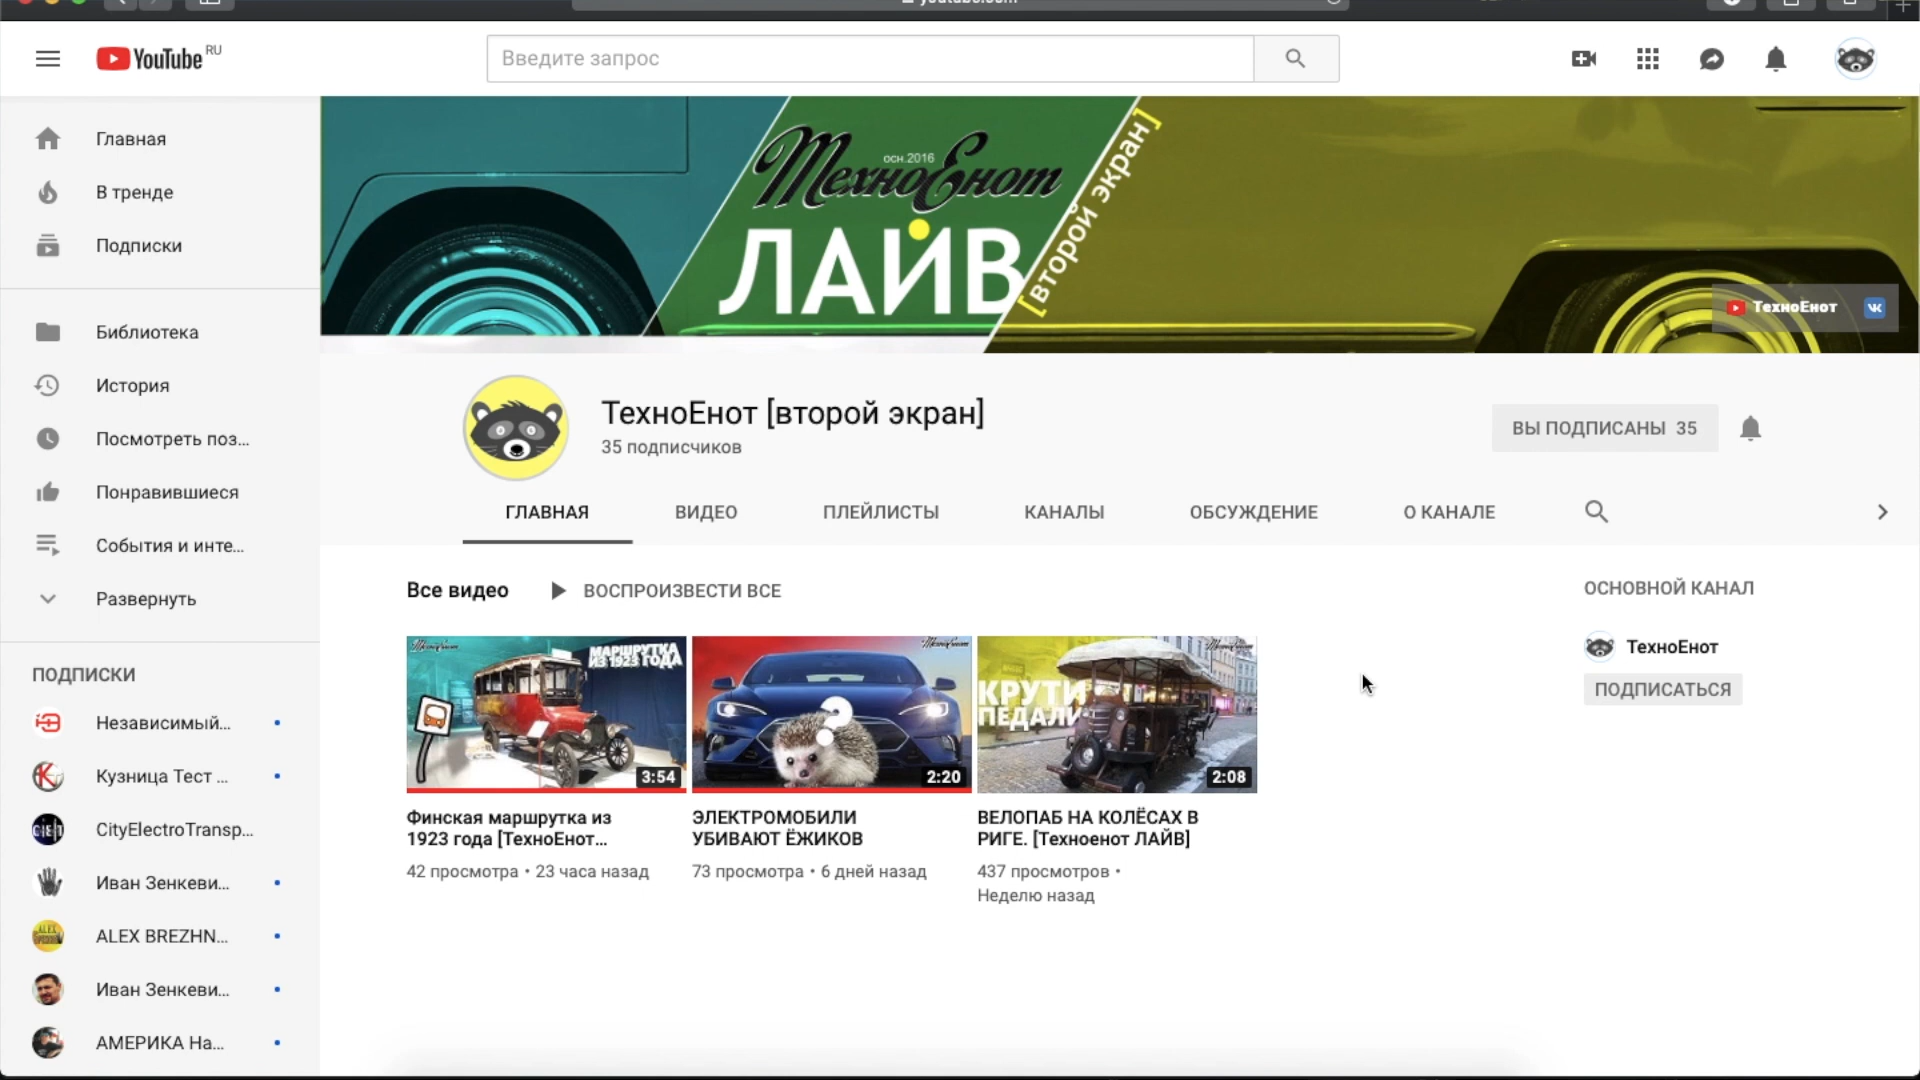 YouTube RU
Введите запрос
Главная
В тренде
Подписки
Библиотека
История
Посмотреть поз...
Понравившиеся
События и инте...
Развернуть
ПОДПИСКИ
Независимый...
Кузница Тест ...
CityElectroTransp...
Иван Зенкеви...
ALEX BREZHN...
Иван Зенкеви...
АМЕРИКА На...
осн.2016
ТехноЕнот
ЛАЙВ
[второй экран]
ТехноЕнот
ТехноЕнот [второй экран]
35 подписчиков
ВЫ ПОДПИСАНЫ 35
ГЛАВНАЯ
ВИДЕО
ПЛЕЙЛИСТЫ
КАНАЛЫ
ОБСУЖДЕНИЕ
О КАНАЛЕ
Все видео
ВОСПРОИЗВЕСТИ ВСЕ
ТехноЕнот
МАРШРУТКА
ИЗ 1923 ГОДА
3:54
Финская маршрутка из
1923 года [ТехноЕнот...
42 просмотра • 23 часа назад
ТехноЕнот
?
2:20
ЭЛЕКТРОМОБИЛИ
УБИВАЮТ ЁЖИКОВ
73 просмотра • 6 дней назад
ТехноЕнот
КРУТИ
ПЕДАЛИ
2:08
ВЕЛОПАБ НА КОЛЁСАХ В
РИГЕ. [Техноенот ЛАЙВ]
437 просмотров •
Неделю назад
ОСНОВНОЙ КАНАЛ
ТехноЕнот
ПОДПИСАТЬСЯ